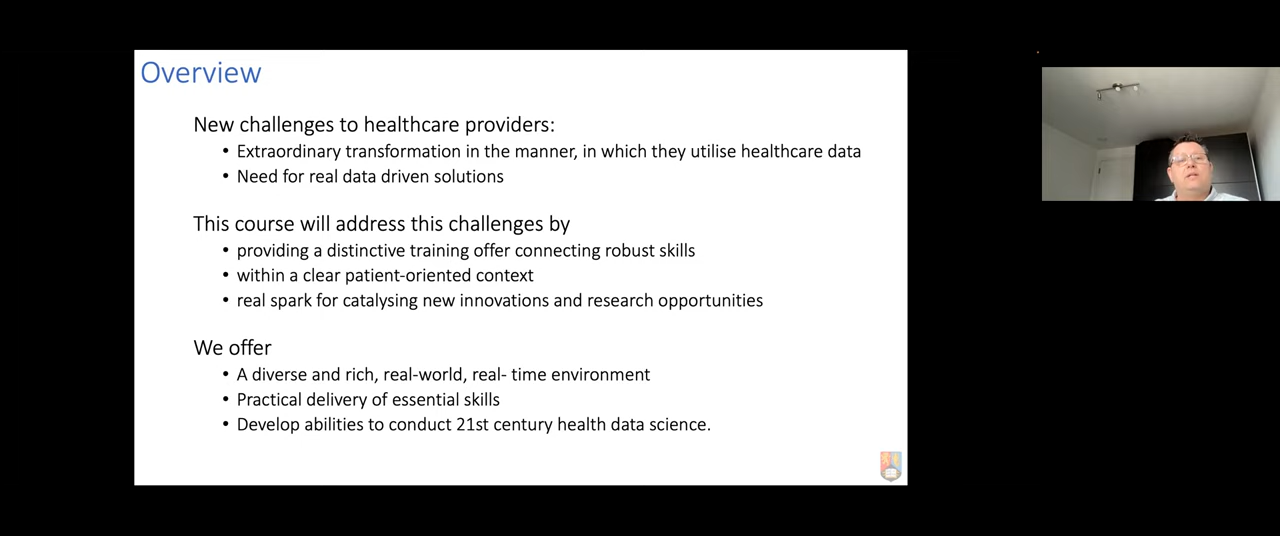 Overview
New challenges to healthcare providers:
• Extraordinary transformation in the manner, in which they utilise healthcare data
• Need for real data driven solutions
This course will address this challenges by
• providing a distinctive training offer connecting robust skills
• within a clear patient-oriented context
• real spark for catalysing new innovations and research opportunities
We offer
• A diverse and rich, real-world, real- time environment
• Practical delivery of essential skills
• Develop abilities to conduct 21st century health data science.